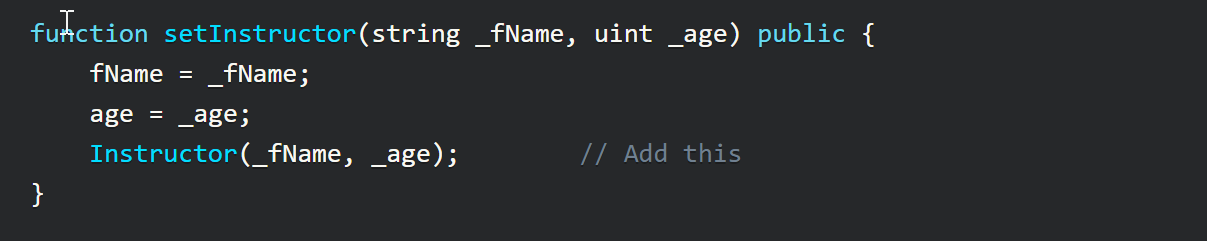 function setInstructor(string _fName, uint _age) public {
    fName = _fName;
    age = _age;
    Instructor(_fName, _age);        // Add this
}